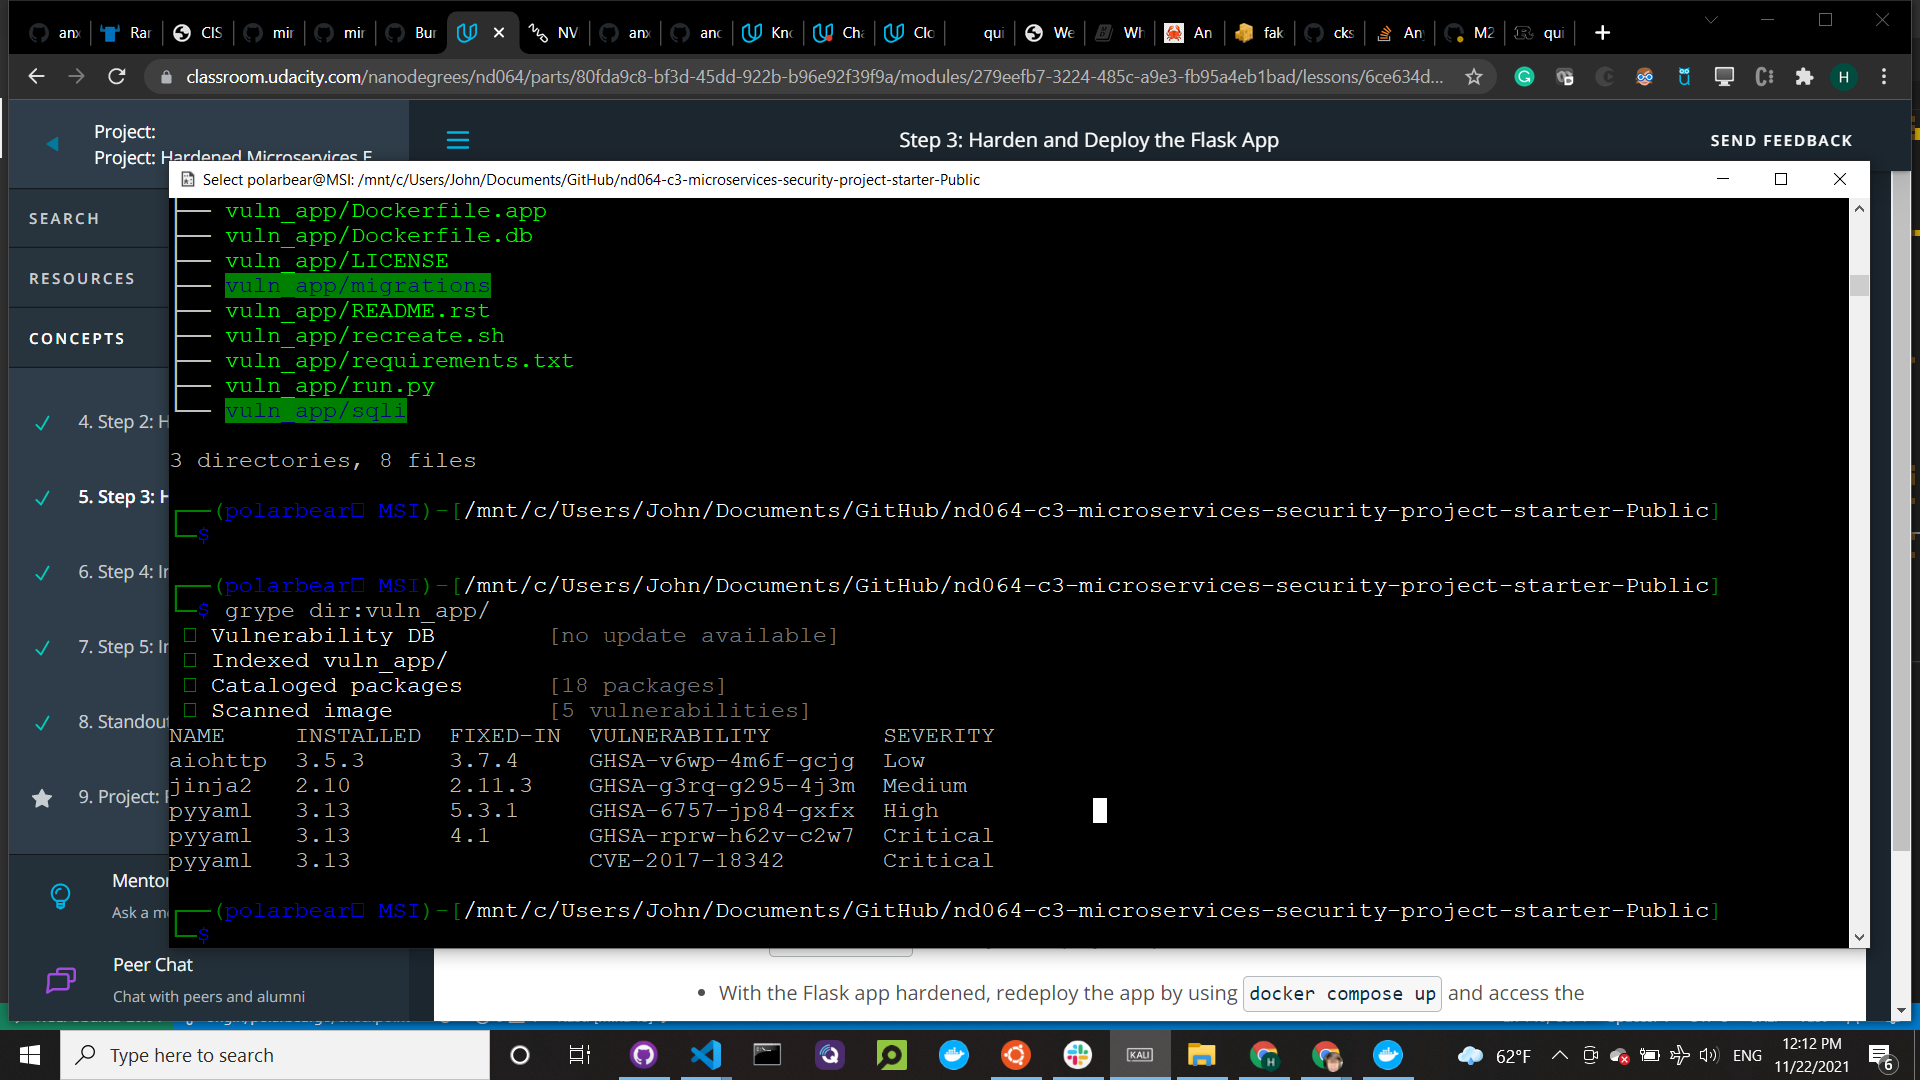 anx
Rar
CIS
mir
mir
Bur
NV
anx
anc
Knc
Cha
Clo
qui
We
Wh
An
fak
cks
An
M2
qui
classroom.udacity.com/nanodegrees/nd064/parts/80fda9c8-bf3d-45dd-922b-b96e92f39f9a/modules/279eefb7-3224-485c-a9e3-fb95a4eb1bad/lessons/6ce634d...
H
Project:
Project: Hardened Microservices E
Step 3: Harden and Deploy the Flask App
SEND FEEDBACK
SEARCH
RESOURCES
CONCEPTS
4. Step 2: H
5. Step 3: H
6. Step 4: In
7. Step 5: In
8. Standout
9. Project: 
Mentor
Ask a me
Peer Chat
Chat with peers and alumni
Select polarbear@MSI: /mnt/c/Users/John/Documents/GitHub/nd064-c3-microservices-security-project-starter-Public
├── vuln_app/Dockerfile.app
├── vuln_app/Dockerfile.db
├── vuln_app/LICENSE
├── vuln_app/migrations
├── vuln_app/README.rst
├── vuln_app/recreate.sh
├── vuln_app/requirements.txt
├── vuln_app/run.py
└── vuln_app/sqli
3 directories, 8 files
┌──(polarbear MSI)-[/mnt/c/Users/John/Documents/GitHub/nd064-c3-microservices-security-project-starter-Public]
└─$
┌──(polarbear MSI)-[/mnt/c/Users/John/Documents/GitHub/nd064-c3-microservices-security-project-starter-Public]
└─$ grype dir:vuln_app/
Vulnerability DB [no update available]
Indexed vuln_app/
Cataloged packages [18 packages]
Scanned image [5 vulnerabilities]
NAME INSTALLED FIXED-IN VULNERABILITY SEVERITY
aiohttp 3.5.3 3.7.4 GHSA-v6wp-4m6f-gcjg Low
jinja2 2.10 2.11.3 GHSA-g3rq-g295-4j3m Medium
pyyaml 3.13 5.3.1 GHSA-6757-jp84-gxfx High
pyyaml 3.13 4.1 GHSA-rprw-h62v-c2w7 Critical
pyyaml 3.13 CVE-2017-18342 Critical
┌──(polarbear MSI)-[/mnt/c/Users/John/Documents/GitHub/nd064-c3-microservices-security-project-starter-Public]
└─$
• With the Flask app hardened, redeploy the app by using docker compose up and access the
Type here to search
KALI
62°F
ENG
12:12 PM
11/22/2021
6